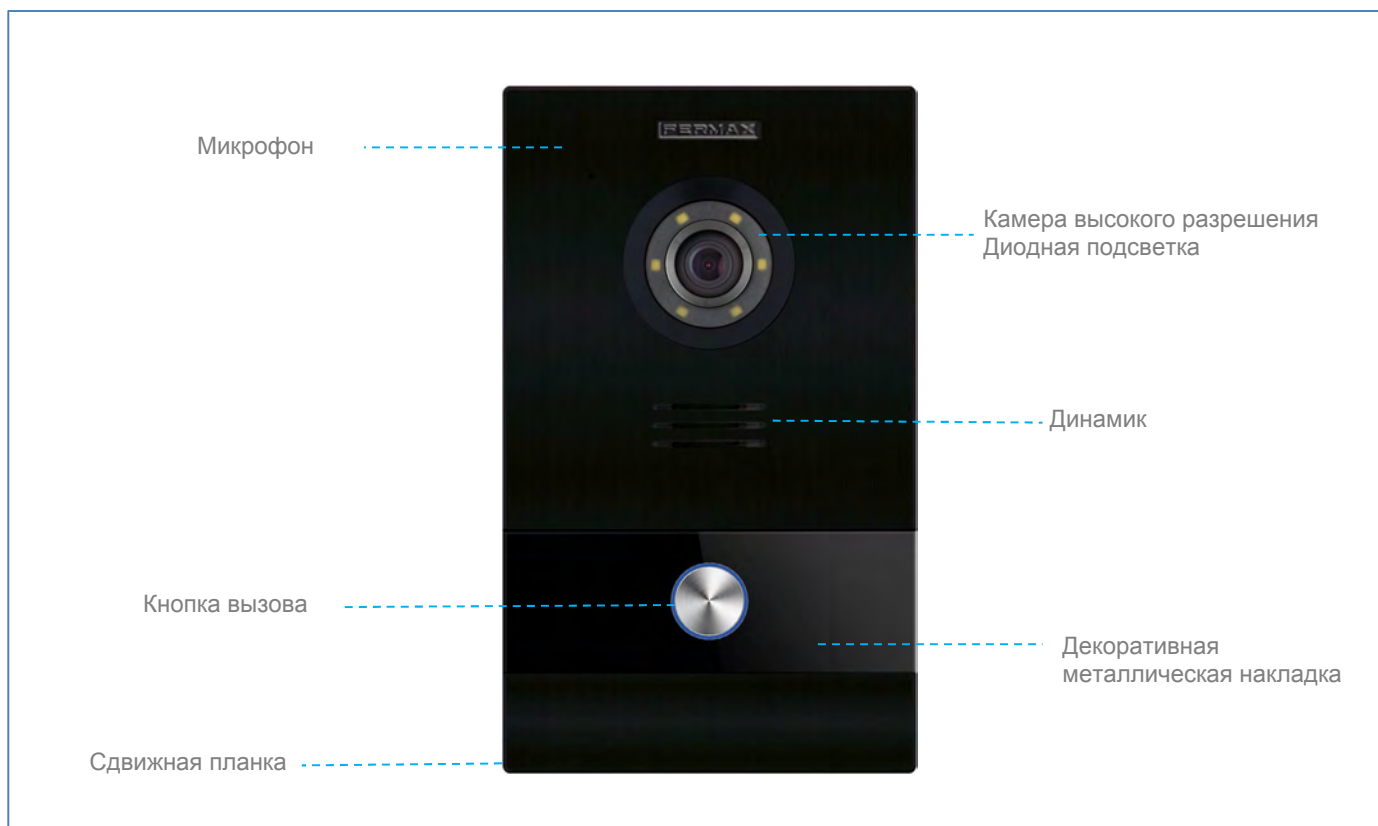 FERMAX
Микрофон
Камера высокого разрешения
Диодная подсветка
Динамик
Кнопка вызова
Декоративная
металлическая накладка
Сдвижная планка